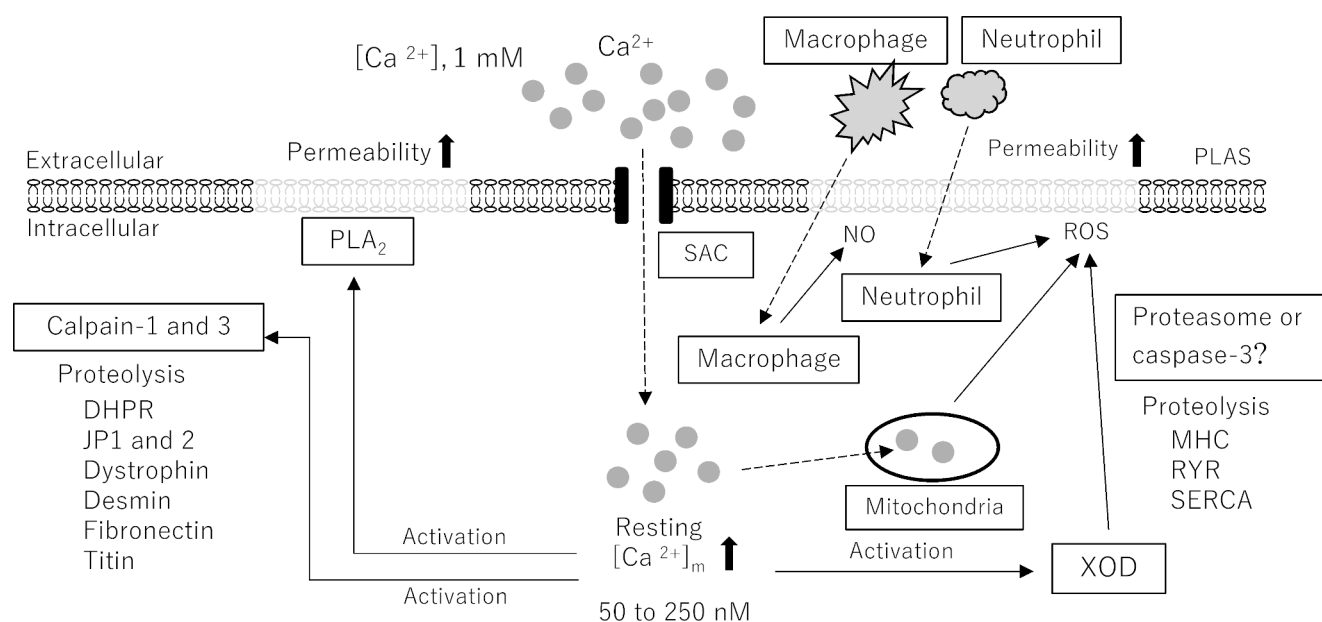 Macrophage
Neutrophil
Ca²⁺
[Ca ²⁺], 1 mM
Extracellular
Permeability
Permeability
PLAS
Intracellular
PLA₂
SAC
NO
ROS
Neutrophil
Macrophage
Calpain-1 and 3
Proteolysis
DHPR
JP1 and 2
Dystrophin
Desmin
Fibronectin
Titin
Proteasome or
caspase-3?
Proteolysis
MHC
RYR
SERCA
Mitochondria
Resting
[Ca ²⁺]ₘ
50 to 250 nM
Activation
Activation
Activation
XOD